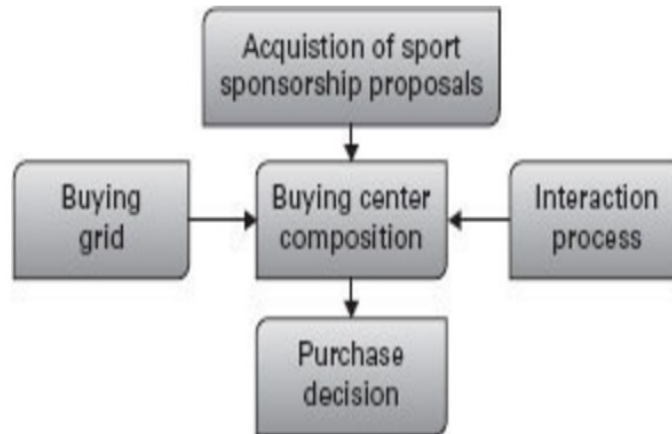 Acquistion of sport
sponsorship proposals
Buying
grid
Buying center
composition
Interaction
process
Purchase
decision